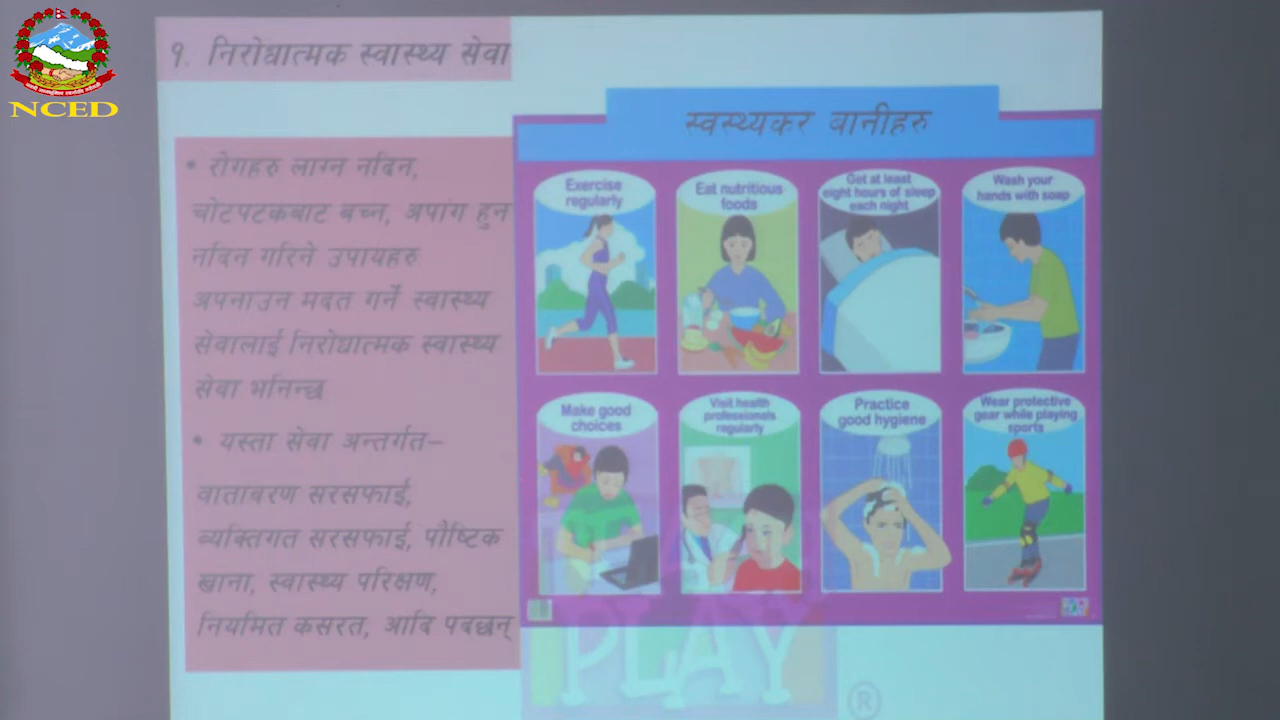 NCED
१. निरोधात्मक स्वास्थ्य सेवा
• रोगहरु लाग्न नदिन,
चोटपटकबाट बच्न, अपांग हुन
नदिन गरिने उपायहरु
अपनाउन मदत गर्ने स्वास्थ्य
सेवालाई निरोधात्मक स्वास्थ्य
सेवा भनिन्छ
• यस्ता सेवा अन्तर्गत–
वातावरण सरसफाई,
व्यक्तिगत सरसफाई, पौष्टिक
खाना, स्वास्थ्य परिक्षण,
नियमित कसरत, आदि पदछन्
स्वस्थ्यकर बानीहरु
Exercise
regularly
Eat nutritious
foods
Get at least
eight hours of sleep
each night
Wash your
hands with soap
Make good
choices
Visit health
professionals
regularly
Practice
good hygiene
Wear protective
gear while playing
sports
PLAY
®